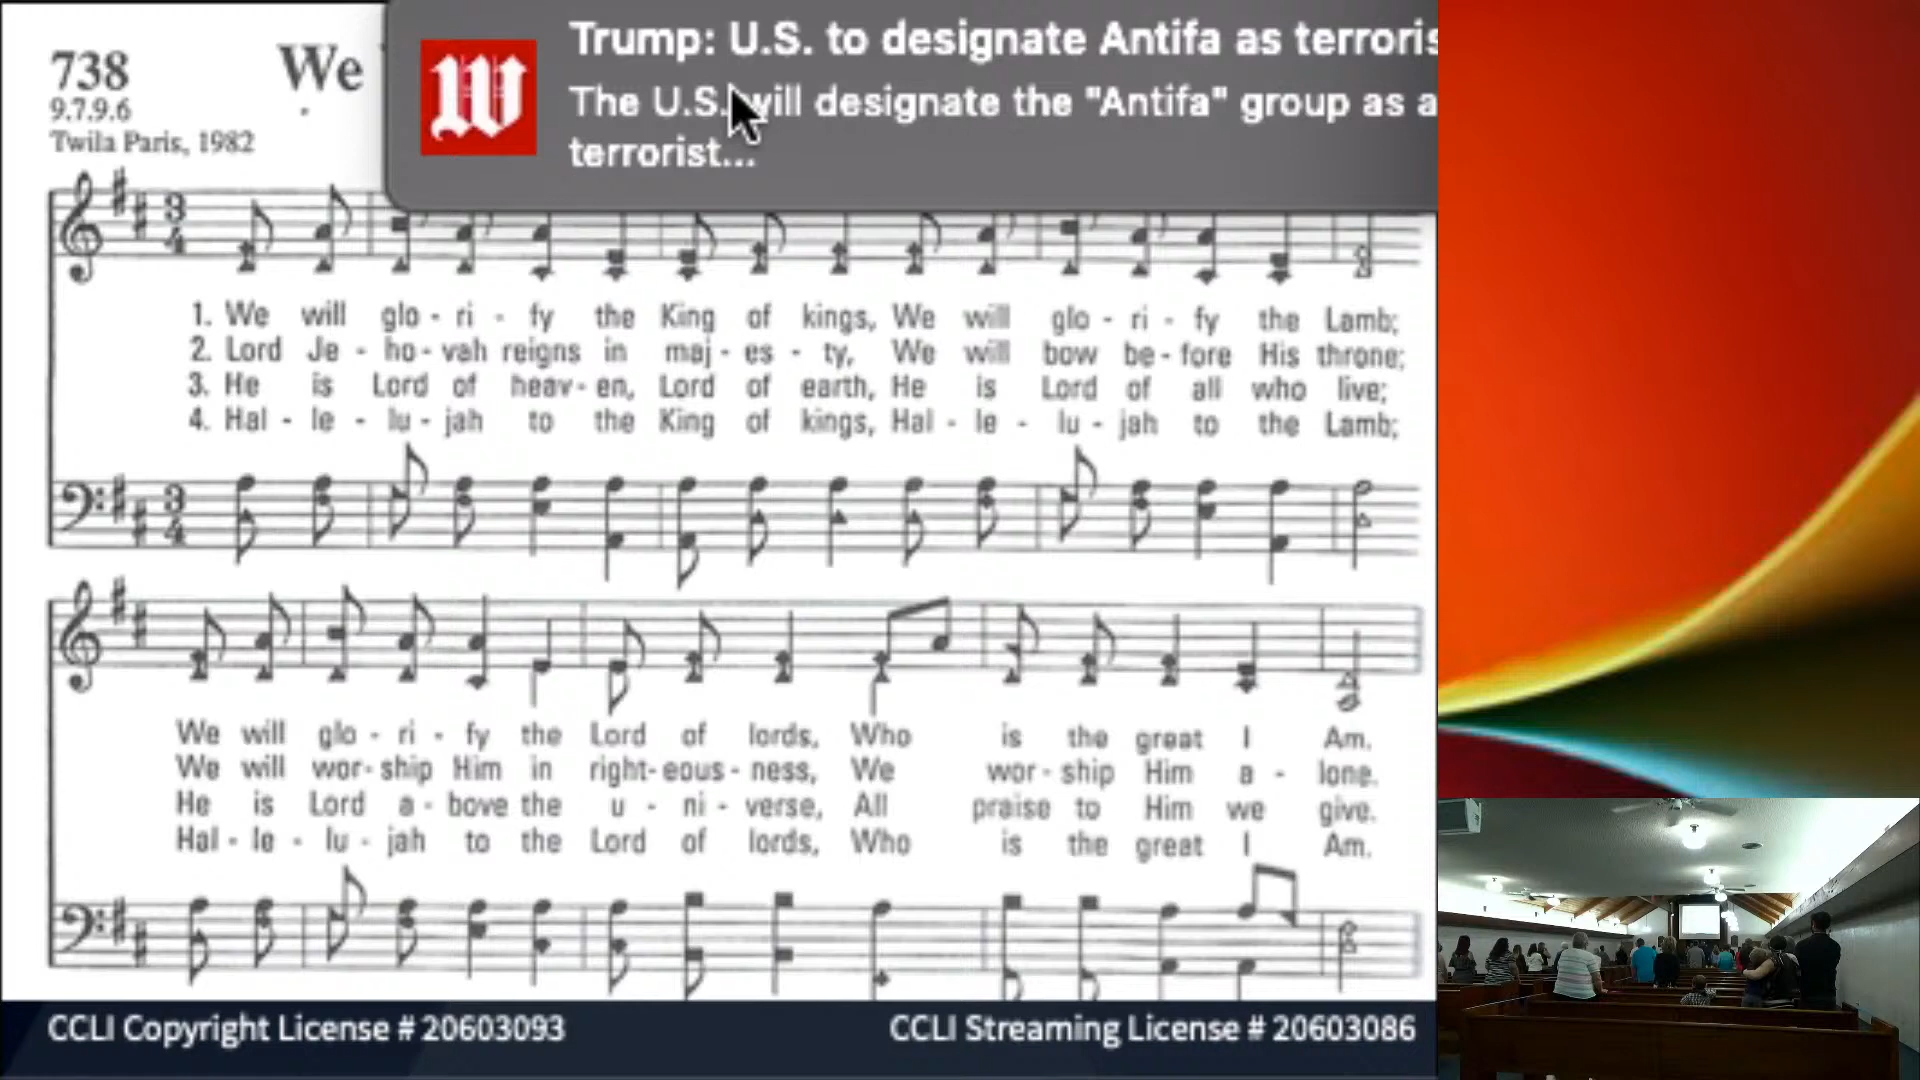 738
We
9.7.9.6
Twila Paris, 1982
W
Trump: U.S. to designate Antifa as terroris
The U.S. will designate the "Antifa" group as a
terrorist...
3
4
1. We will glo - ri - fy the King of kings, We will glo - ri - fy the Lamb;
2. Lord Je - ho - vah reigns in maj - es - ty, We will bow be - fore His throne;
3. He is Lord of heav - en, Lord of earth, He is Lord of all who live;
4. Hal - le - lu - jah to the King of kings, Hal - le - lu - jah to the Lamb;
3
4
We will glo - ri - fy the Lord of lords, Who is the great I Am.
We will wor - ship Him in right - eous - ness, We wor - ship Him a - lone.
He is Lord a - bove the u - ni - verse, All praise to Him we give.
Hal - le - lu - jah to the Lord of lords, Who is the great I Am.
CCLI Copyright License # 20603093
CCLI Streaming License # 20603086